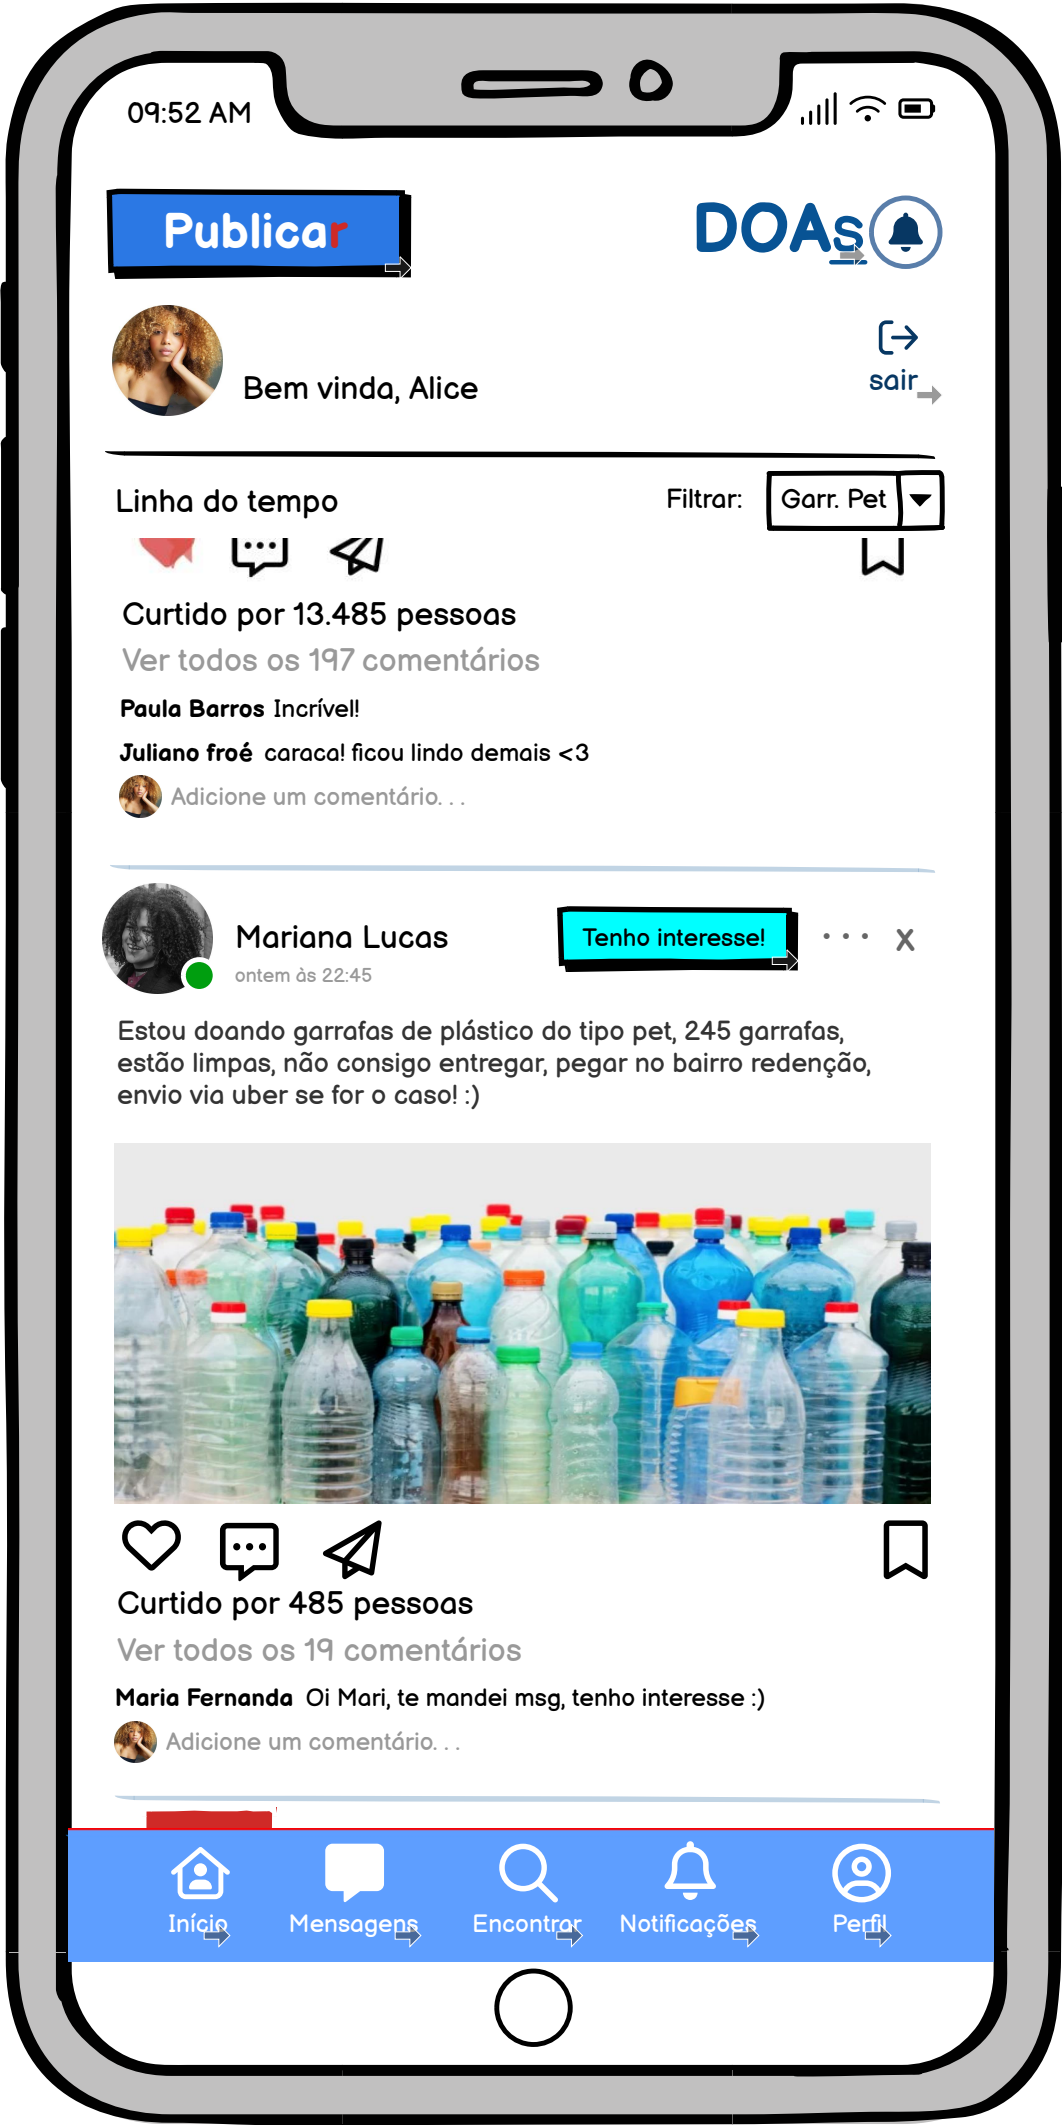 09:52 AM
Publicar
DOAs
Bem vinda, Alice
sair
Linha do tempo
Filtrar:
Garr. Pet
Curtido por 13.485 pessoas
Ver todos os 197 comentários
Paula Barros Incrível!
Juliano froé caraca! ficou lindo demais <3
Adicione um comentário. . .
Mariana Lucas
Tenho interesse!
. . .
x
ontem às 22:45
Estou doando garrafas de plástico do tipo pet, 245 garrafas,
estão limpas, não consigo entregar, pegar no bairro redenção,
envio via uber se for o caso! :)
Curtido por 485 pessoas
Ver todos os 19 comentários
Maria Fernanda Oi Mari, te mandei msg, tenho interesse :)
Adicione um comentário. . .
Início
Mensagens
Encontrar
Notificações
Perfil